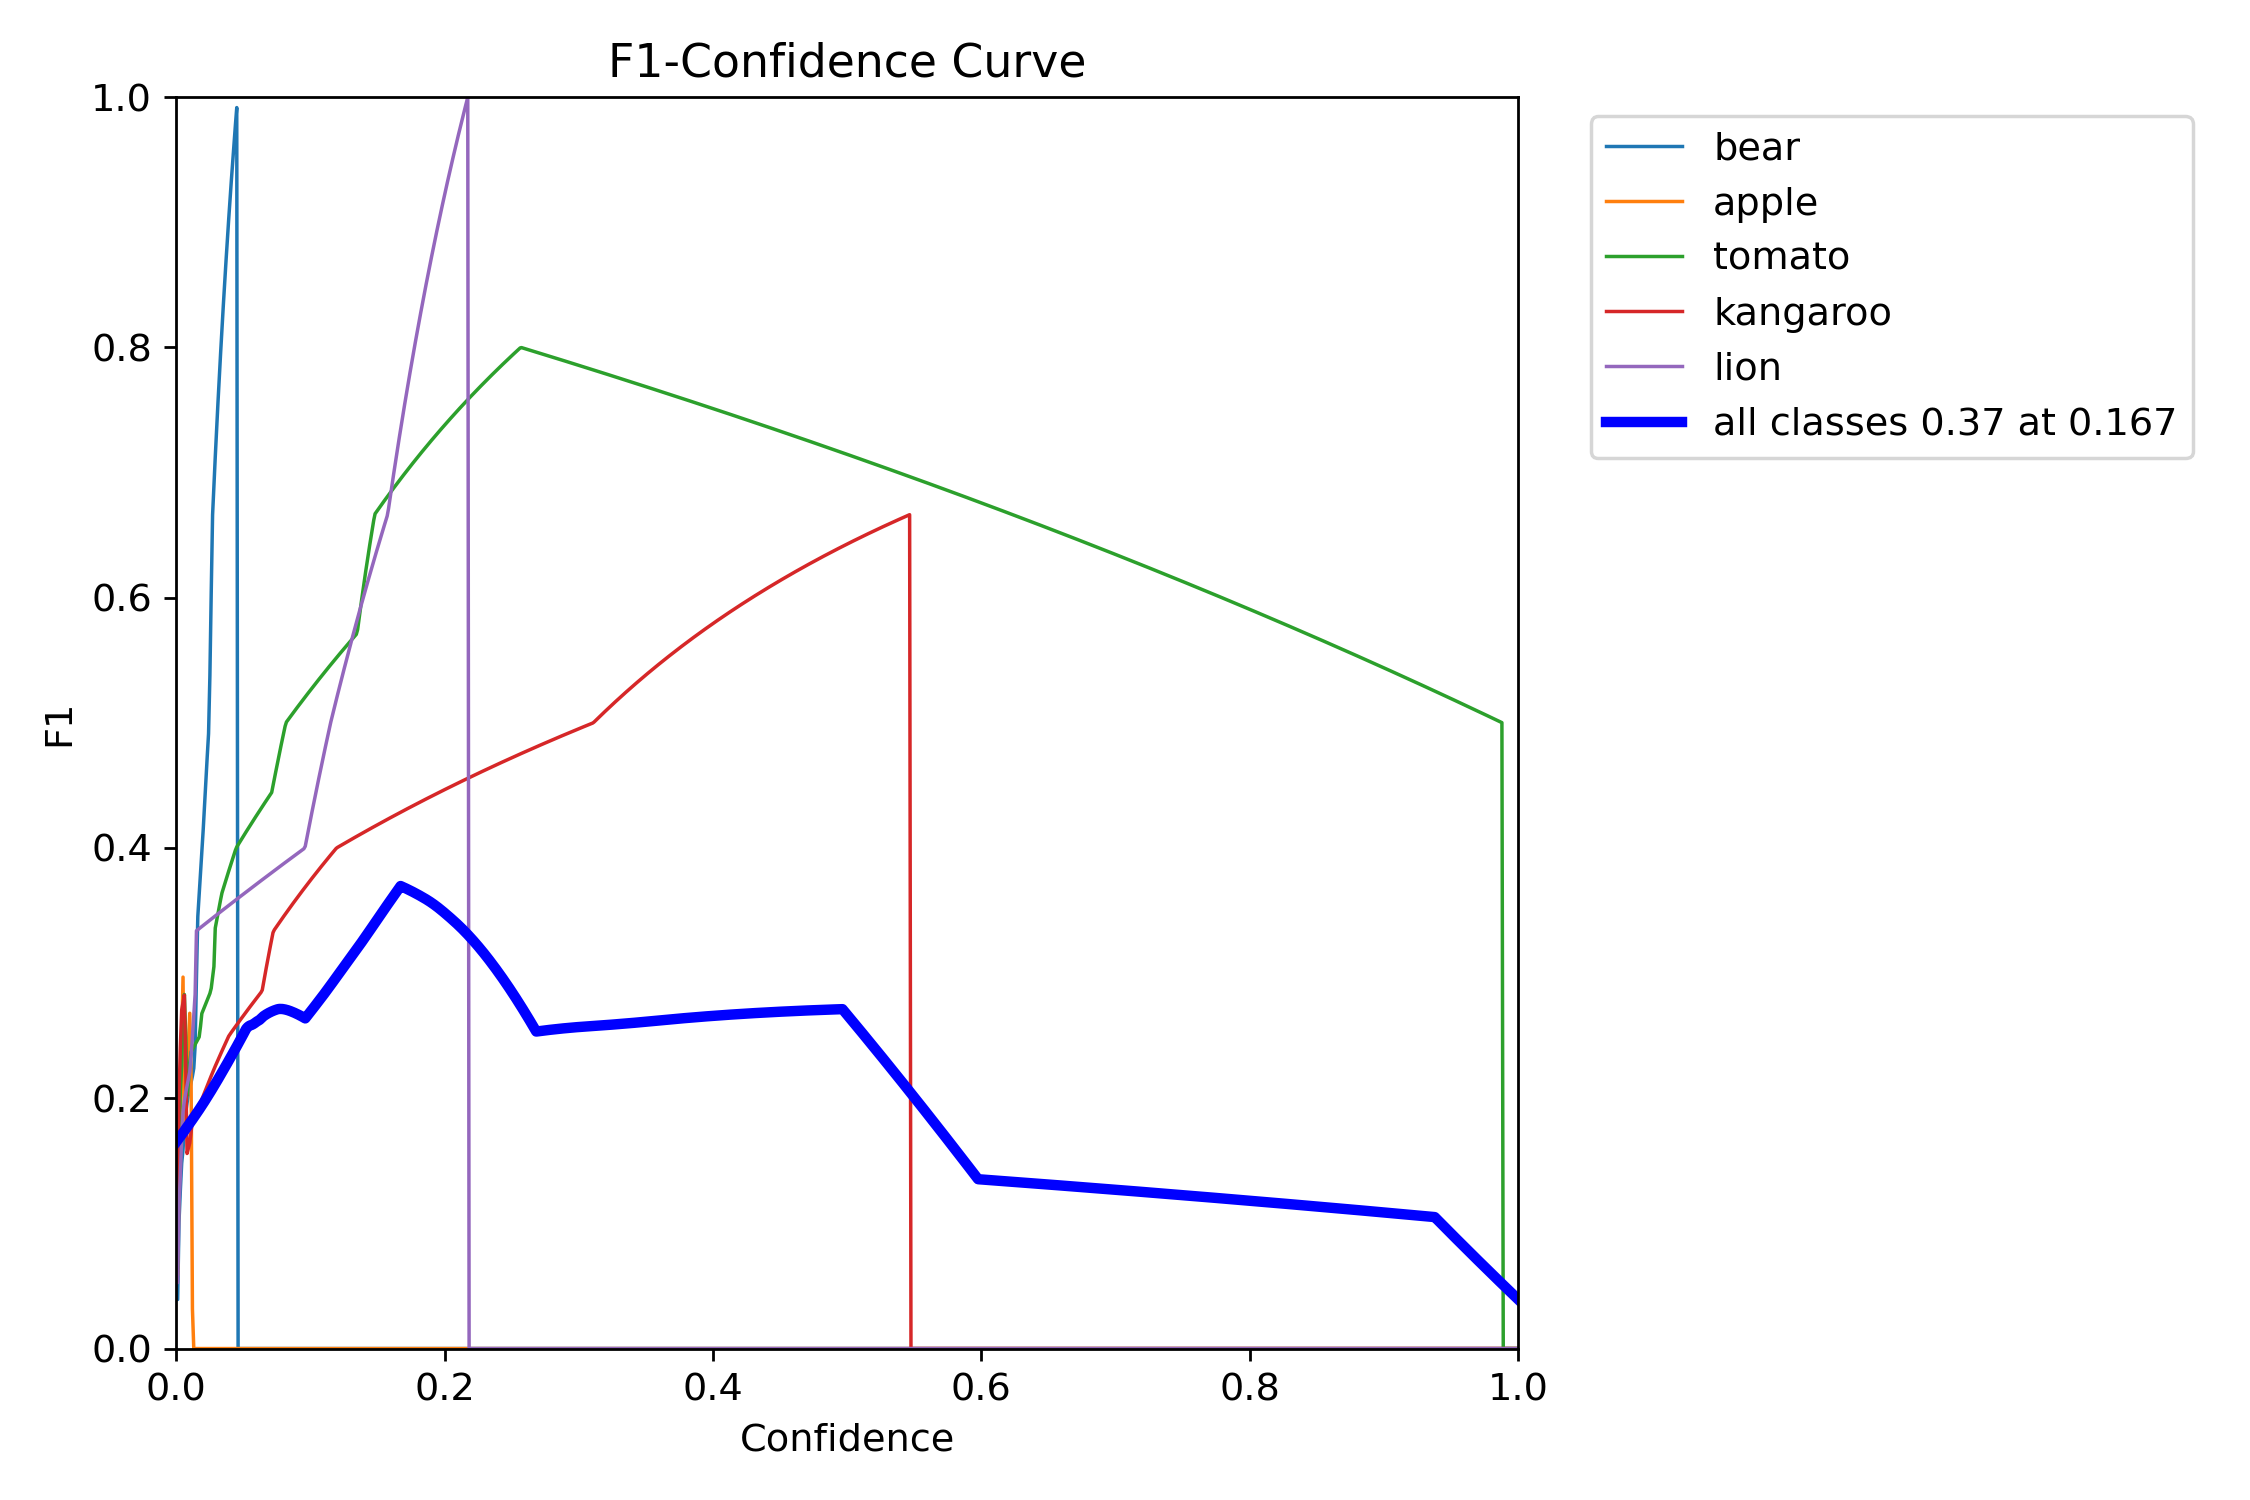 F1-Confidence Curve
1.0
0.8
0.6
0.4
0.2
0.0
F1
0.0 0.2 0.4 0.6 0.8 1.0
Confidence
bear
apple
tomato
kangaroo
lion
all classes 0.37 at 0.167